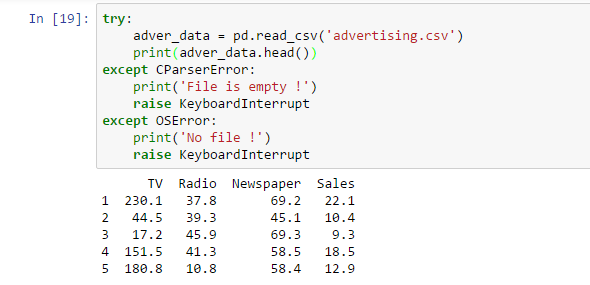 In [19]: try:
    adver_data = pd.read_csv('advertising.csv')
    print(adver_data.head())
except CParserError:
    print('File is empty !')
    raise KeyboardInterrupt
except OSError:
    print('No file !')
    raise KeyboardInterrupt
TV Radio Newspaper Sales
1 230.1 37.8 69.2 22.1
2 44.5 39.3 45.1 10.4
3 17.2 45.9 69.3 9.3
4 151.5 41.3 58.5 18.5
5 180.8 10.8 58.4 12.9